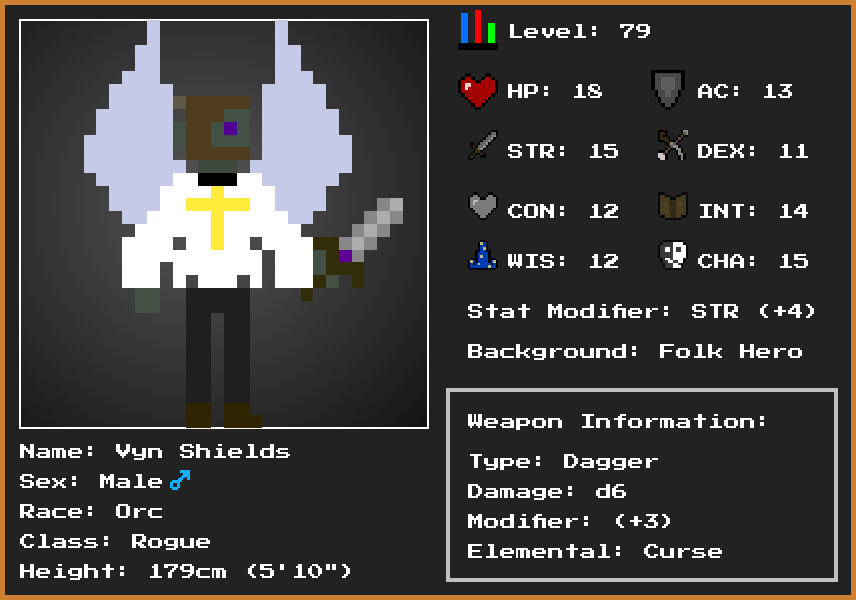 Level: 79
HP: 18
AC: 13
STR: 15
DEX: 11
CON: 12
INT: 14
WIS: 12
CHA: 15
Stat Modifier: STR (+4)
Background: Folk Hero
Weapon Information:
Type: Dagger
Damage: d6
Modifier: (+3)
Elemental: Curse
Name: Vyn Shields
Sex: Male ♂
Race: Orc
Class: Rogue
Height: 179cm (5'10")